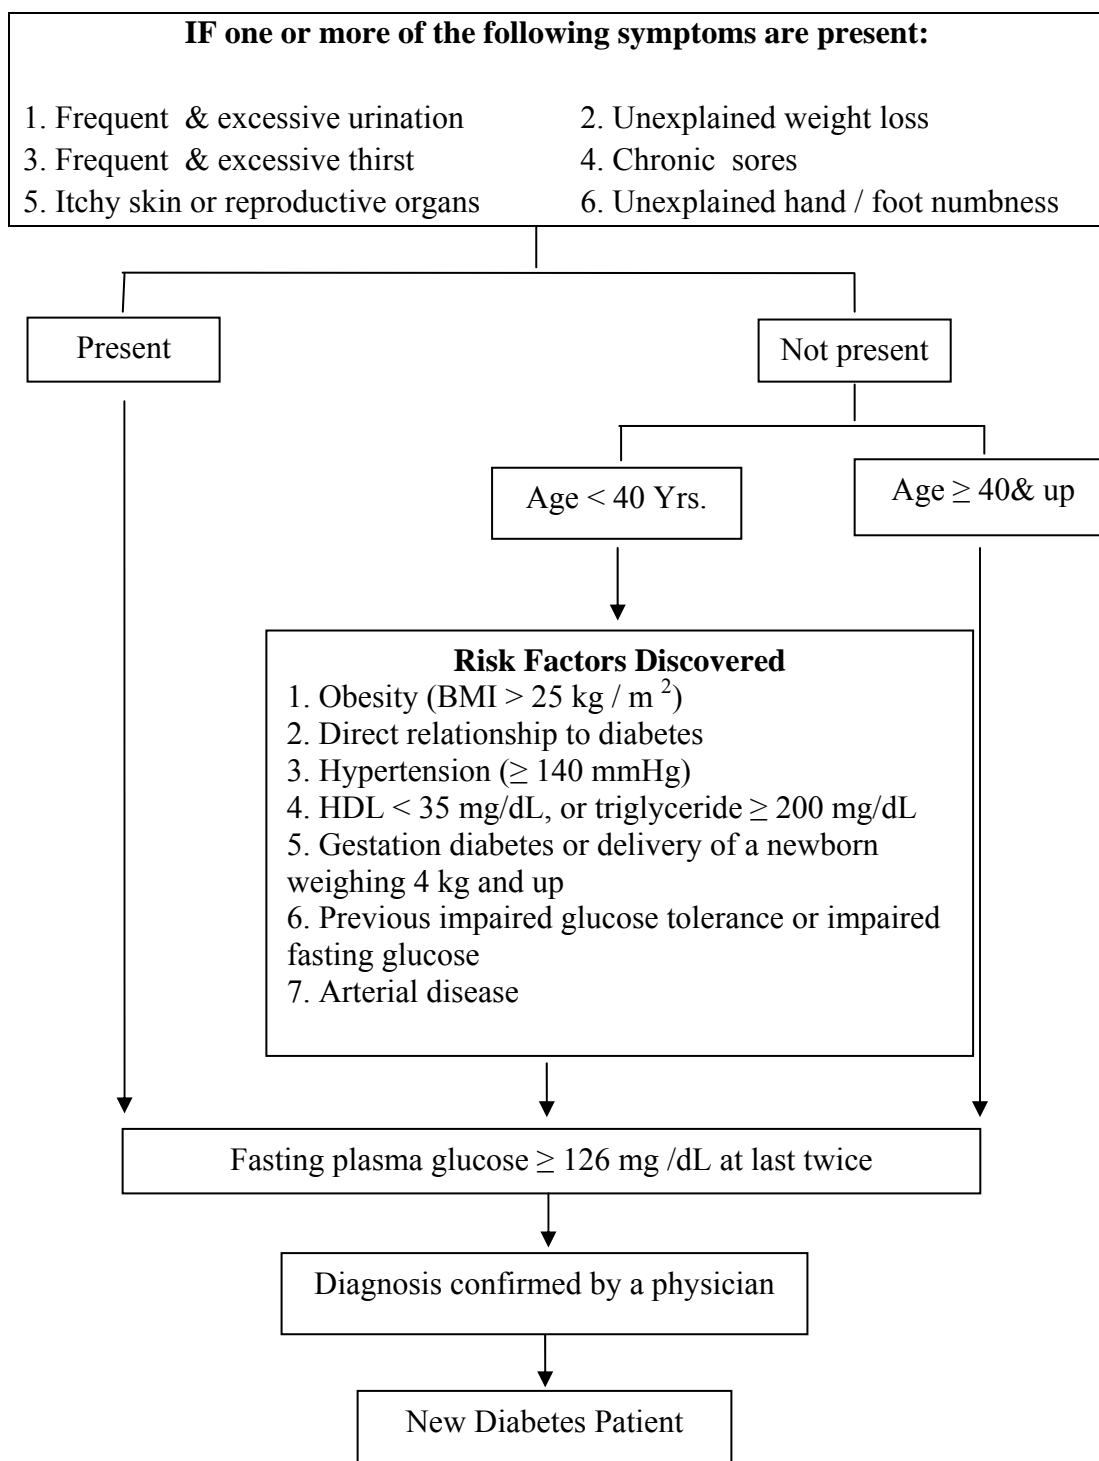 IF one or more of the following symptoms are present:
1. Frequent & excessive urination 2. Unexplained weight loss
3. Frequent & excessive thirst 4. Chronic sores
5. Itchy skin or reproductive organs 6. Unexplained hand / foot numbness
Present
Not present
Age < 40 Yrs.
Age ≥ 40& up
Risk Factors Discovered
1. Obesity (BMI > 25 kg / m ²)
2. Direct relationship to diabetes
3. Hypertension (≥ 140 mmHg)
4. HDL < 35 mg/dL, or triglyceride ≥ 200 mg/dL
5. Gestation diabetes or delivery of a newborn
weighing 4 kg and up
6. Previous impaired glucose tolerance or impaired
fasting glucose
7. Arterial disease
Fasting plasma glucose ≥ 126 mg /dL at last twice
Diagnosis confirmed by a physician
New Diabetes Patient